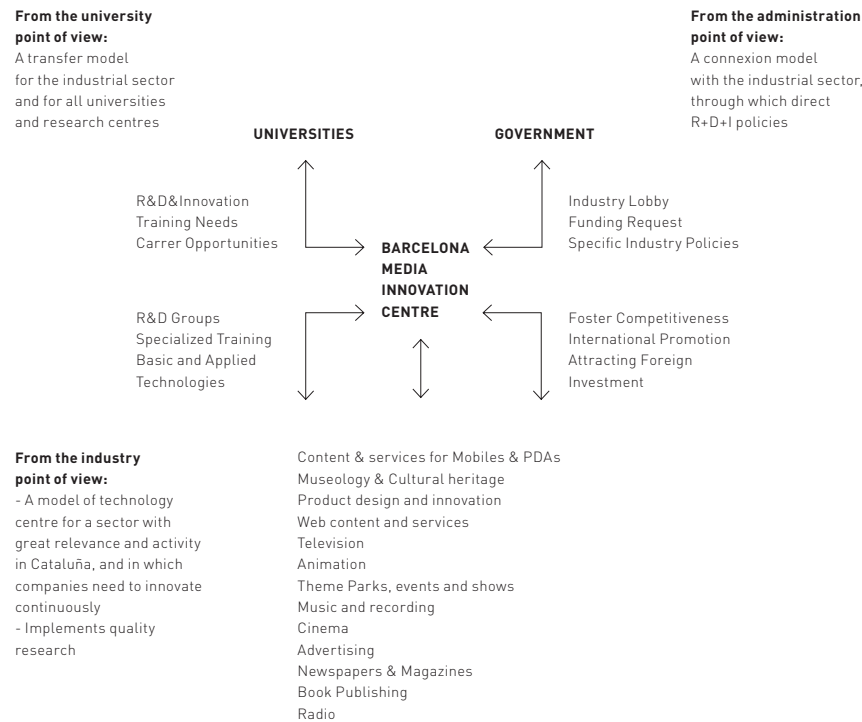 From the university
point of view:
A transfer model
for the industrial sector
and for all universities
and research centres
From the administration
point of view:
A connexion model
with the industrial sector,
through which direct
R+D+I policies
UNIVERSITIES
GOVERNMENT
R&D&Innovation
Training Needs
Carrer Opportunities
Industry Lobby
Funding Request
Specific Industry Policies
BARCELONA
MEDIA
INNOVATION
CENTRE
R&D Groups
Specialized Training
Basic and Applied
Technologies
Foster Competitiveness
International Promotion
Attracting Foreign
Investment
From the industry
point of view:
- A model of technology
centre for a sector with
great relevance and activity
in Cataluña, and in which
companies need to innovate
continuously
- Implements quality
research
Content & services for Mobiles & PDAs
Museology & Cultural heritage
Product design and innovation
Web content and services
Television
Animation
Theme Parks, events and shows
Music and recording
Cinema
Advertising
Newspapers & Magazines
Book Publishing
Radio